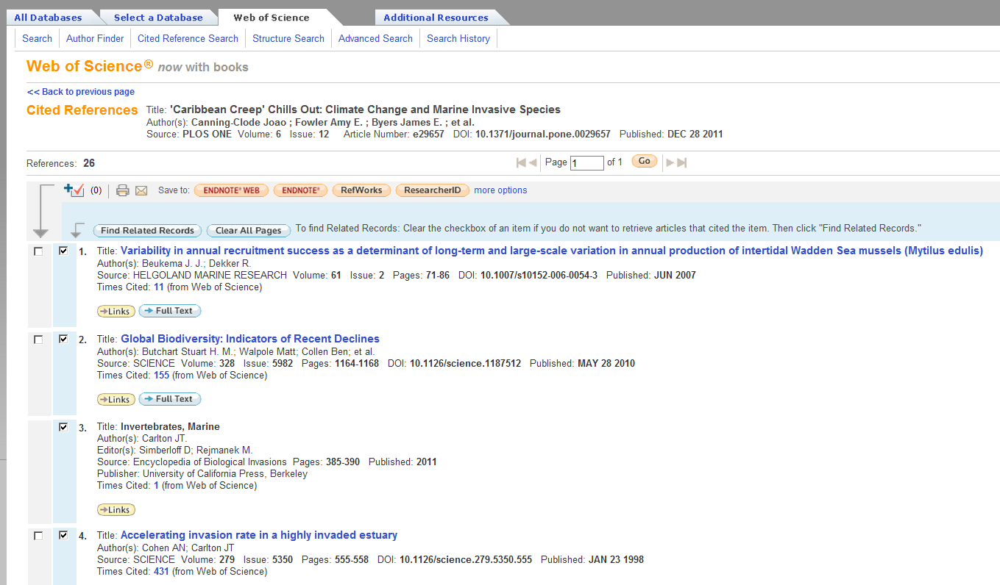 All Databases Select a Database Web of Science Additional Resources
Search Author Finder Cited Reference Search Structure Search Advanced Search Search History
Web of Science® now with books
<< Back to previous page
Cited References Title: 'Caribbean Creep' Chills Out: Climate Change and Marine Invasive Species
Author(s): Canning-Clode Joao ; Fowler Amy E. ; Byers James E. ; et al.
Source: PLOS ONE Volume: 6 Issue: 12 Article Number: e29657 DOI: 10.1371/journal.pone.0029657 Published: DEC 28 2011
References: 26 Page 1 of 1 Go
(0) Save to: ENDNOTE® WEB ENDNOTE® RefWorks ResearcherID more options
Find Related Records Clear All Pages To find Related Records: Clear the checkbox of an item if you do not want to retrieve articles that cited the item. Then click "Find Related Records."
1. Title: Variability in annual recruitment success as a determinant of long-term and large-scale variation in annual production of intertidal Wadden Sea mussels (Mytilus edulis)
Author(s): Beukema J. J.; Dekker R.
Source: HELGOLAND MARINE RESEARCH Volume: 61 Issue: 2 Pages: 71-86 DOI: 10.1007/s10152-006-0054-3 Published: JUN 2007
Times Cited: 11 (from Web of Science)
Links Full Text
2. Title: Global Biodiversity: Indicators of Recent Declines
Author(s): Butchart Stuart H. M.; Walpole Matt; Collen Ben; et al.
Source: SCIENCE Volume: 328 Issue: 5982 Pages: 1164-1168 DOI: 10.1126/science.1187512 Published: MAY 28 2010
Times Cited: 155 (from Web of Science)
Links Full Text
3. Title: Invertebrates, Marine
Author(s): Carlton JT.
Editor(s): Simberloff D; Rejmanek M.
Source: Encyclopedia of Biological Invasions Pages: 385-390 Published: 2011
Publisher: University of California Press, Berkeley
Times Cited: 1 (from Web of Science)
Links
4. Title: Accelerating invasion rate in a highly invaded estuary
Author(s): Cohen AN; Carlton JT
Source: SCIENCE Volume: 279 Issue: 5350 Pages: 555-558 DOI: 10.1126/science.279.5350.555 Published: JAN 23 1998
Times Cited: 431 (from Web of Science)